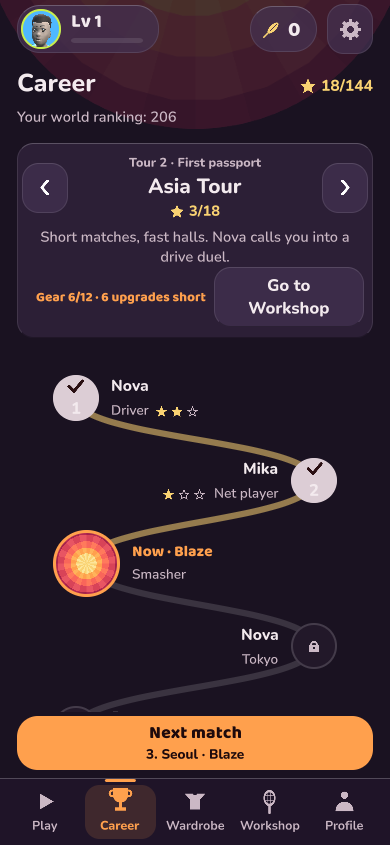 Lv 1
0
Career
18/144
Your world ranking: 206
Tour 2 · First passport
Asia Tour
3/18
Short matches, fast halls. Nova calls you into a
drive duel.
Gear 6/12 · 6 upgrades short
Go to
Workshop
Nova
1
Driver
Mika
2
Net player
Now · Blaze
Smasher
Nova
Tokyo
Next match
3. Seoul · Blaze
Play
Career
Wardrobe
Workshop
Profile